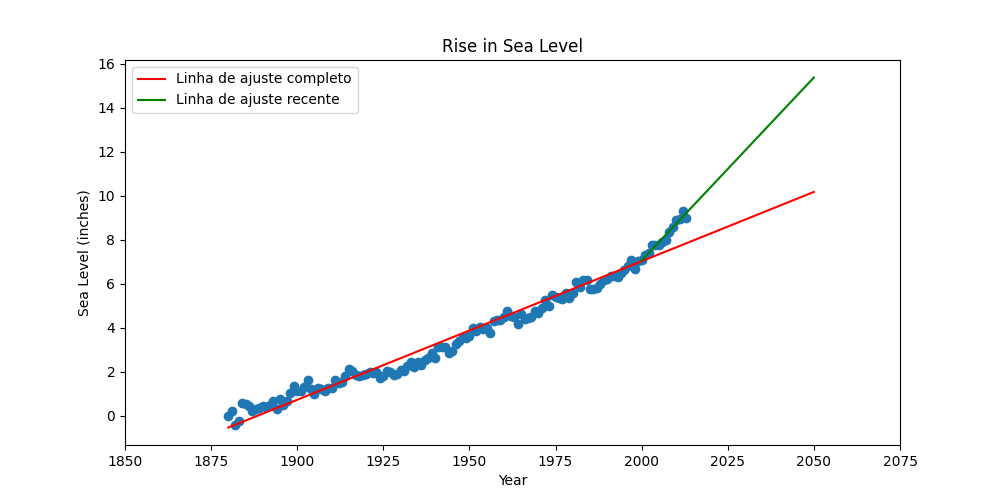 Rise in Sea Level
Linha de ajuste completo
Linha de ajuste recente
Sea Level (inches)
16
14
12
10
8
6
4
2
0
1850 1875 1900 1925 1950 1975 2000 2025 2050 2075
Year